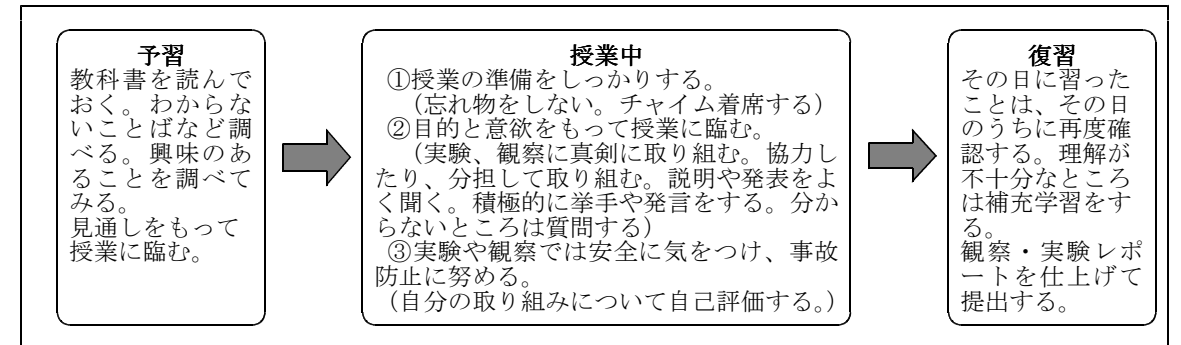 予習
教科書を読んで
おく。わからな
いことばなど調
べる。興味のあ
ることを調べて
みる。
見通しをもって
授業に臨む。
授業中
①授業の準備をしっかりする。
（忘れ物をしない。チャイム着席する）
②目的と意欲をもって授業に臨む。
（実験、観察に真剣に取り組む。協力し
たり、分担して取り組む。説明や発表をよ
く聞く。積極的に挙手や発言をする。分か
らないところは質問する）
③実験や観察では安全に気をつけ、事故
防止に努める。
（自分の取り組みについて自己評価する。）
復習
その日に習った
ことは、その日
のうちに再度確
認する。理解が
不十分なところ
は補充学習をす
る。
観察・実験レポ
ートを仕上げて
提出する。